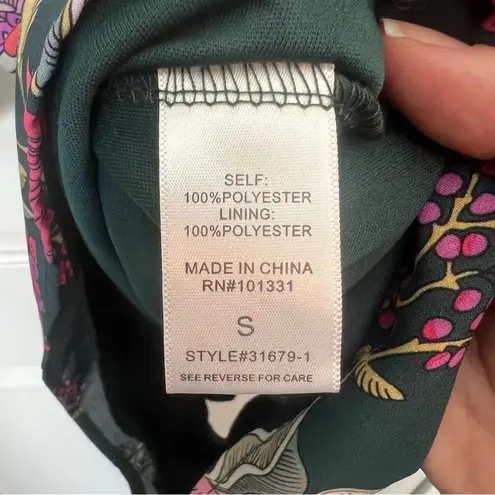 SELF:
100%POLYESTER
LINING:
100%POLYESTER
MADE IN CHINA
RN#101331
S
STYLE#31679-1
SEE REVERSE FOR CARE